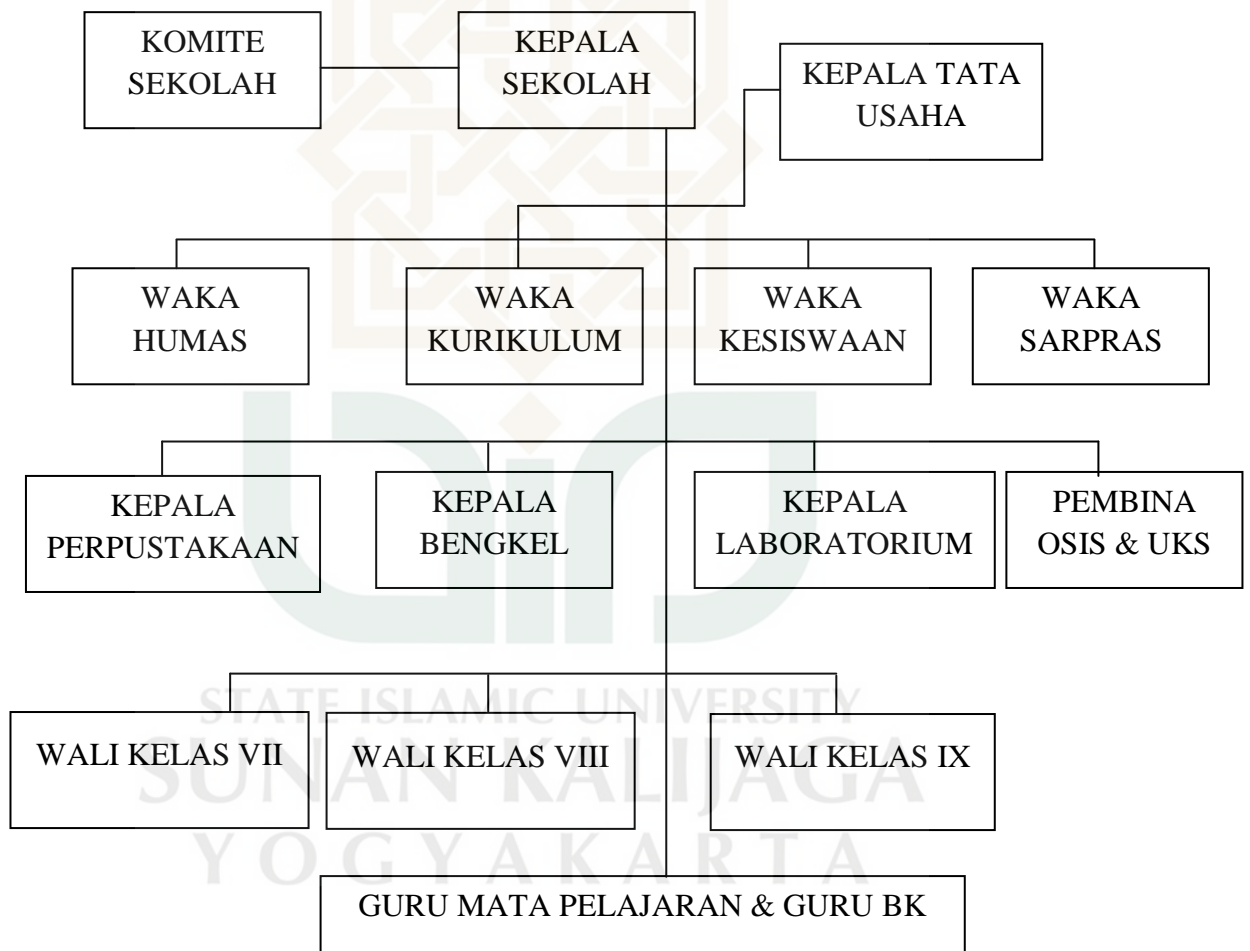 KOMITE
SEKOLAH
KEPALA
SEKOLAH
KEPALA TATA
USAHA
WAKA
HUMAS
WAKA
KURIKULUM
WAKA
KESISWAAN
WAKA
SARPRAS
KEPALA
PERPUSTAKAAN
KEPALA
BENGKEL
KEPALA
LABORATORIUM
PEMBINA
OSIS & UKS
STATE ISLAMIC UNIVERSITY
WALI KELAS VII
WALI KELAS VIII
WALI KELAS IX
SUNAN KALIJAGA
YOGYAKARTA
GURU MATA PELAJARAN & GURU BK